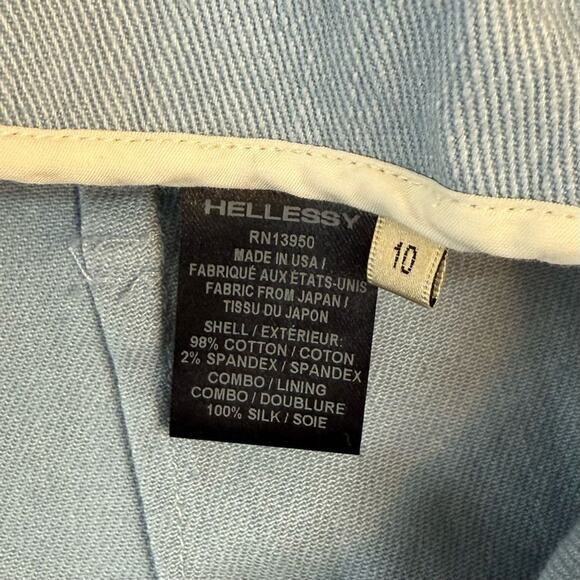 HELLESSY
RN13950
MADE IN USA /
FABRIQUÉ AUX ÉTATS-UNIS
FABRIC FROM JAPAN /
TISSU DU JAPON
SHELL / EXTÉRIEUR:
98% COTTON / COTON
2% SPANDEX / SPANDEX
COMBO / LINING
COMBO / DOUBLURE
100% SILK / SOIE
10